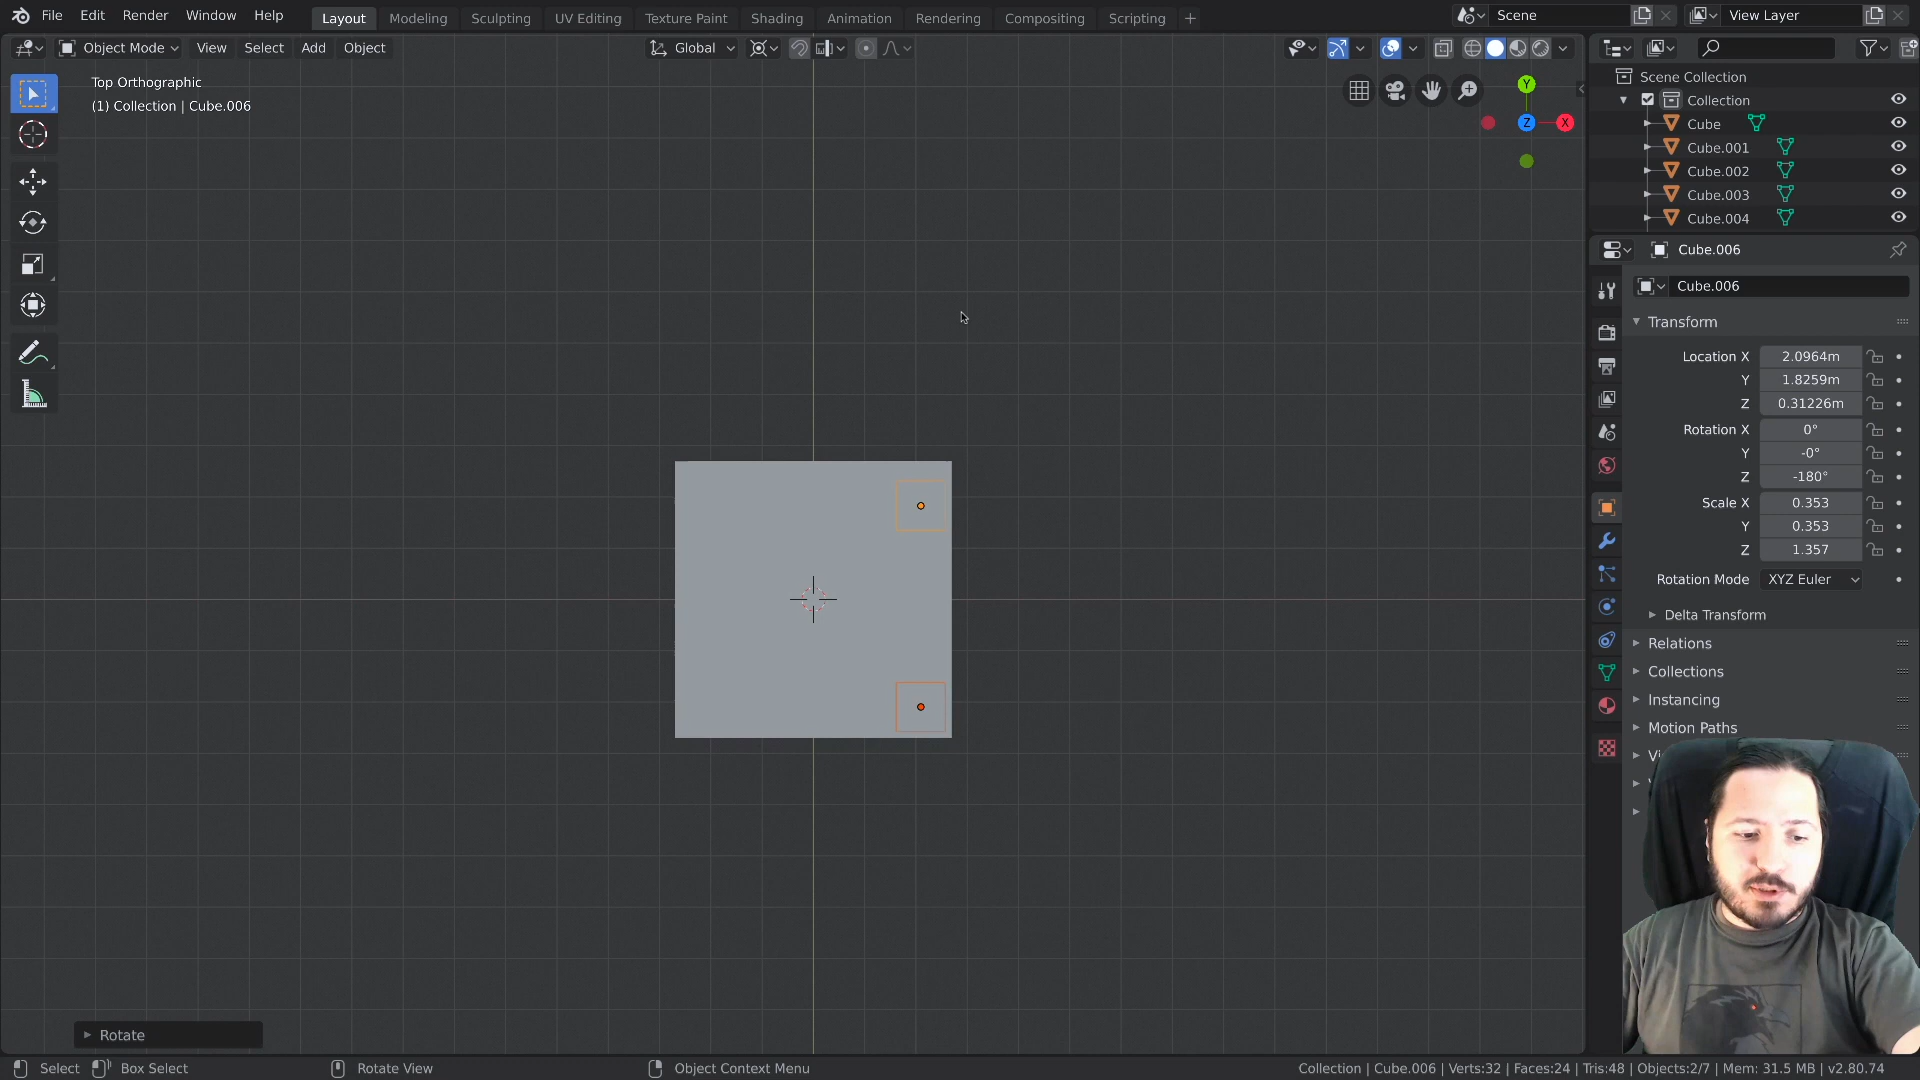 File Edit Render Window Help Layout Modeling Sculpting UV Editing Texture Paint Shading Animation Rendering Compositing Scripting + Scene View Layer
Object Mode View Select Add Object Global
Top Orthographic
(1) Collection | Cube.006
Y
Z
X
Scene Collection
Collection
Cube
Cube.001
Cube.002
Cube.003
Cube.004
Cube.006
Cube.006
Transform
Location X 2.0964m
Y 1.8259m
Z 0.31226m
Rotation X 0°
Y -0°
Z -180°
Scale X 0.353
Y 0.353
Z 1.357
Rotation Mode XYZ Euler
Delta Transform
Relations
Collections
Instancing
Motion Paths
Rotate
Select Box Select Rotate View Object Context Menu Collection | Cube.006 | Verts:32 | Faces:24 | Tris:48 | Objects:2/7 | Mem: 31.5 MB | v2.80.74